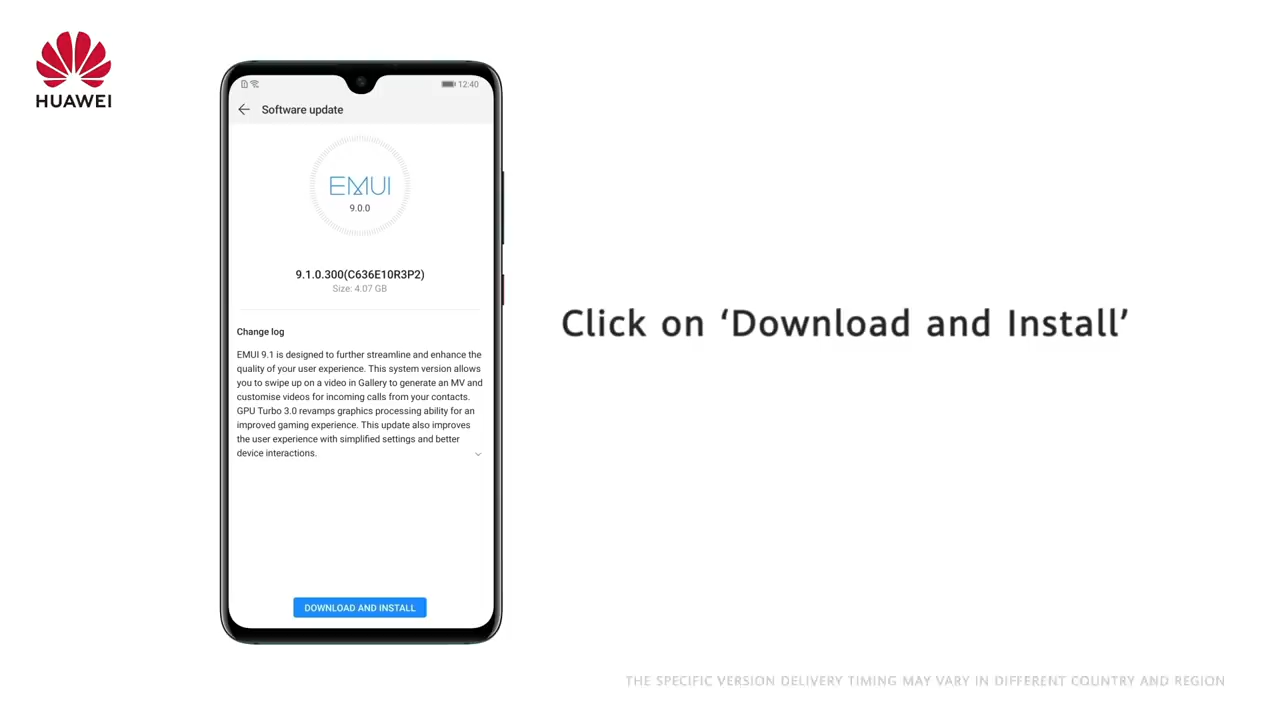 HUAWEI
12:40
Software update
EMUI
9.0.0
9.1.0.300(C636E10R3P2)
Size: 4.07 GB
Change log
EMUI 9.1 is designed to further streamline and enhance the
quality of your user experience. This system version allows
you to swipe up on a video in Gallery to generate an MV and
customise videos for incoming calls from your contacts.
GPU Turbo 3.0 revamps graphics processing ability for an
improved gaming experience. This update also improves
the user experience with simplified settings and better
device interactions.
DOWNLOAD AND INSTALL
Click on ‘Download and Install’
THE SPECIFIC VERSION DELIVERY TIMING MAY VARY IN DIFFERENT COUNTRY AND REGION